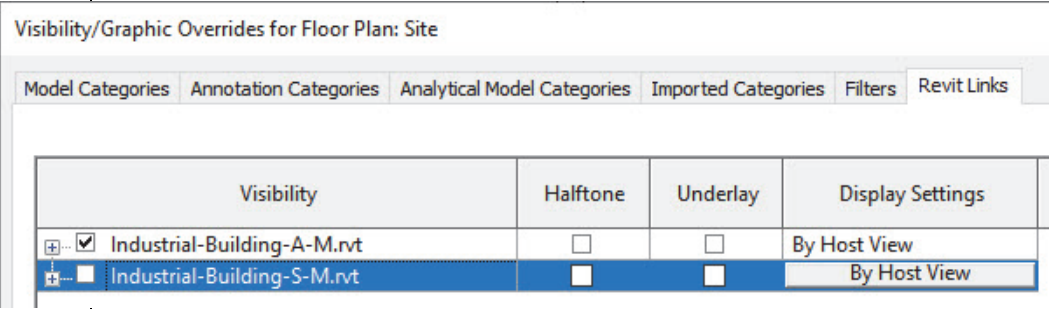 Visibility/Graphic Overrides for Floor Plan: Site
Model Categories Annotation Categories Analytical Model Categories Imported Categories Filters Revit Links
Visibility Halftone Underlay Display Settings
Industrial-Building-A-M.rvt By Host View
Industrial-Building-S-M.rvt By Host View